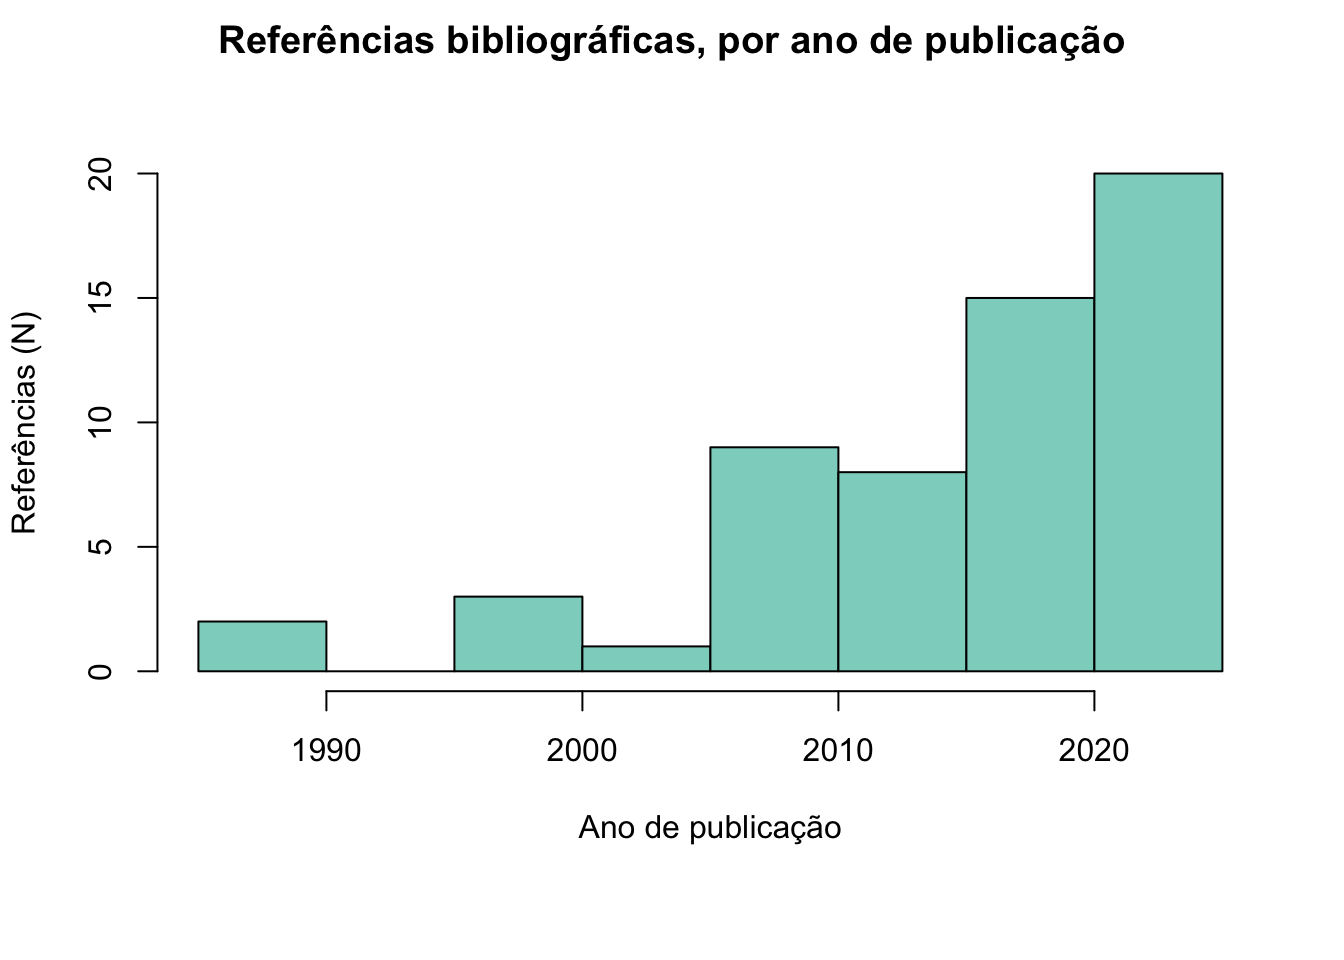 Referências bibliográficas, por ano de publicação
Referências (N)
20
15
10
5
0
1990 2000 2010 2020
Ano de publicação